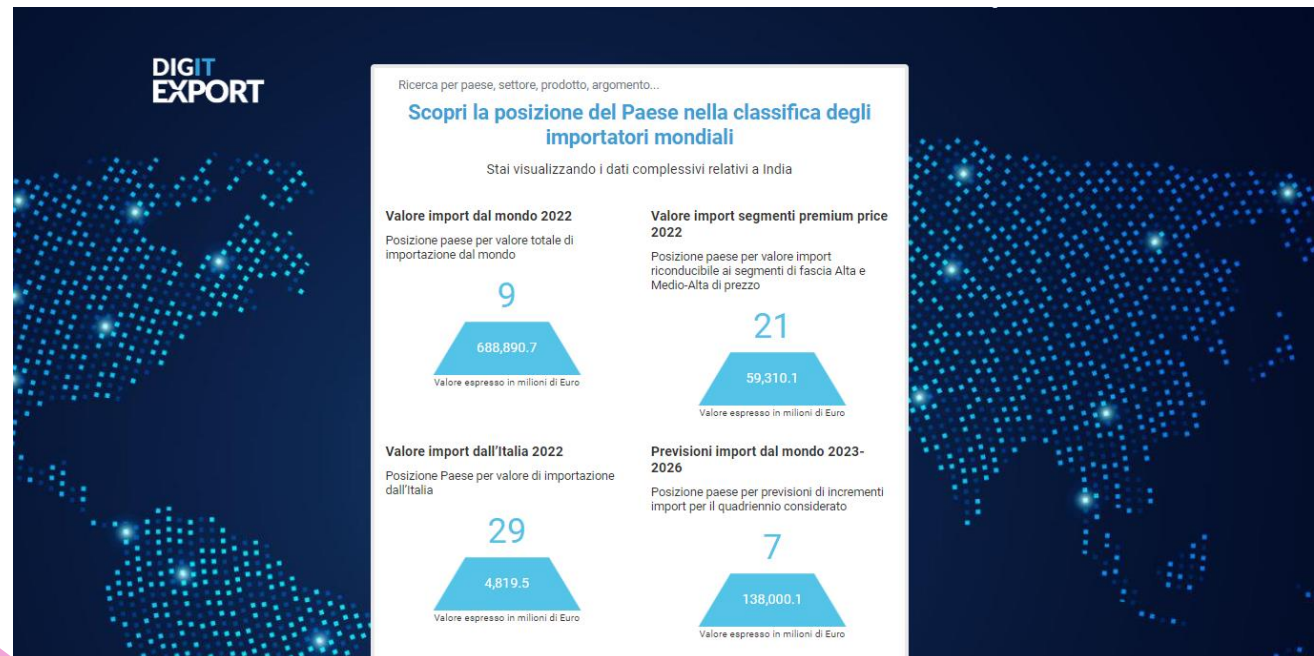 DIGIT
EXPORT
Ricerca per paese, settore, prodotto, argomento...
Scopri la posizione del Paese nella classifica degli
importatori mondiali
Stai visualizzando i dati complessivi relativi a India
Valore import dal mondo 2022
Posizione paese per valore totale di
importazione dal mondo
9
688,890.7
Valore espresso in milioni di Euro
Valore import segmenti premium price
2022
Posizione paese per valore import
riconducibile ai segmenti di fascia Alta e
Medio-Alta di prezzo
21
59,310.1
Valore espresso in milioni di Euro
Valore import dall'Italia 2022
Posizione Paese per valore di importazione
dall'Italia
29
4,819.5
Valore espresso in milioni di Euro
Previsioni import dal mondo 2023-
2026
Posizione paese per previsioni di incrementi
import per il quadriennio considerato
7
138,000.1
Valore espresso in milioni di Euro